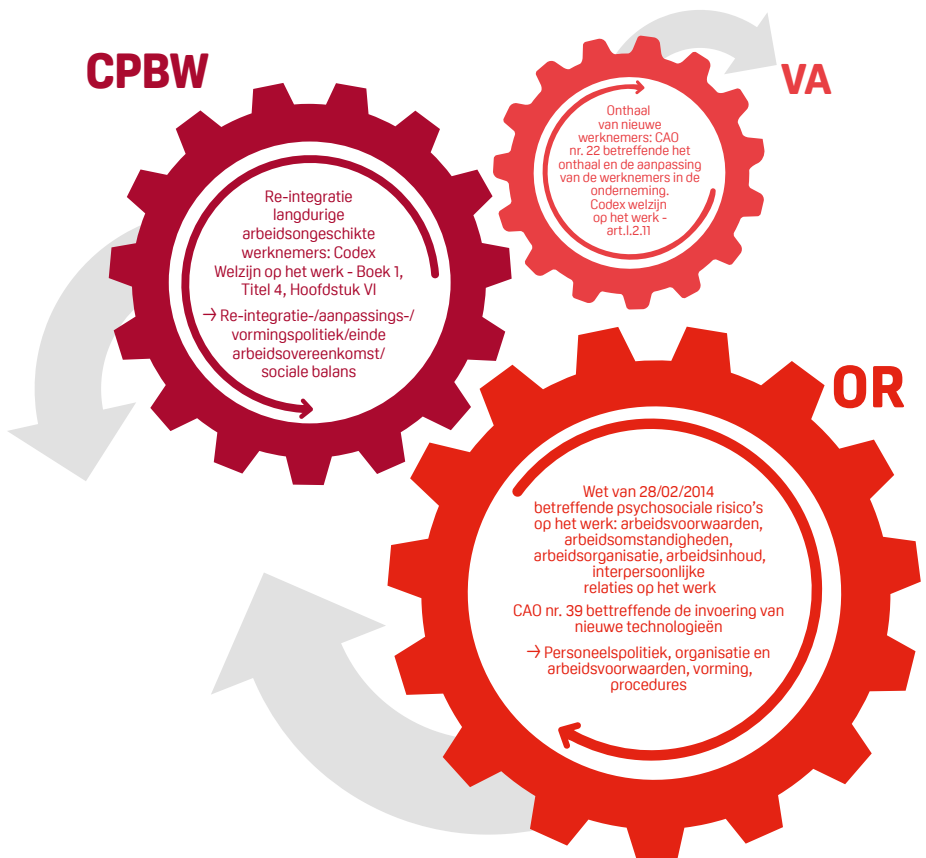 CPBW
Re-integratie
langdurige
arbeidsongeschikte
werknemers: Codex
Welzijn op het werk - Boek 1,
Titel 4, Hoofdstuk VI
→ Re-integratie-/aanpassings-/
vormingspolitiek/einde
arbeidsovereenkomst/
sociale balans
VA
Onthaal
van nieuwe
werknemers: CAO
nr. 22 betreffende het
onthaal en de aanpassing
van de werknemers in de
onderneming.
Codex welzijn
op het werk -
art.I.2.11
OR
Wet van 28/02/2014
betreffende psychosociale risico's
op het werk: arbeidsvoorwaarden,
arbeidsomstandigheden,
arbeidsorganisatie, arbeidsinhoud,
interpersoonlijke
relaties op het werk
CAO nr. 39 bettreffende de invoering van
nieuwe technologieën
→ Personeelspolitiek, organisatie en
arbeidsvoorwaarden, vorming,
procedures